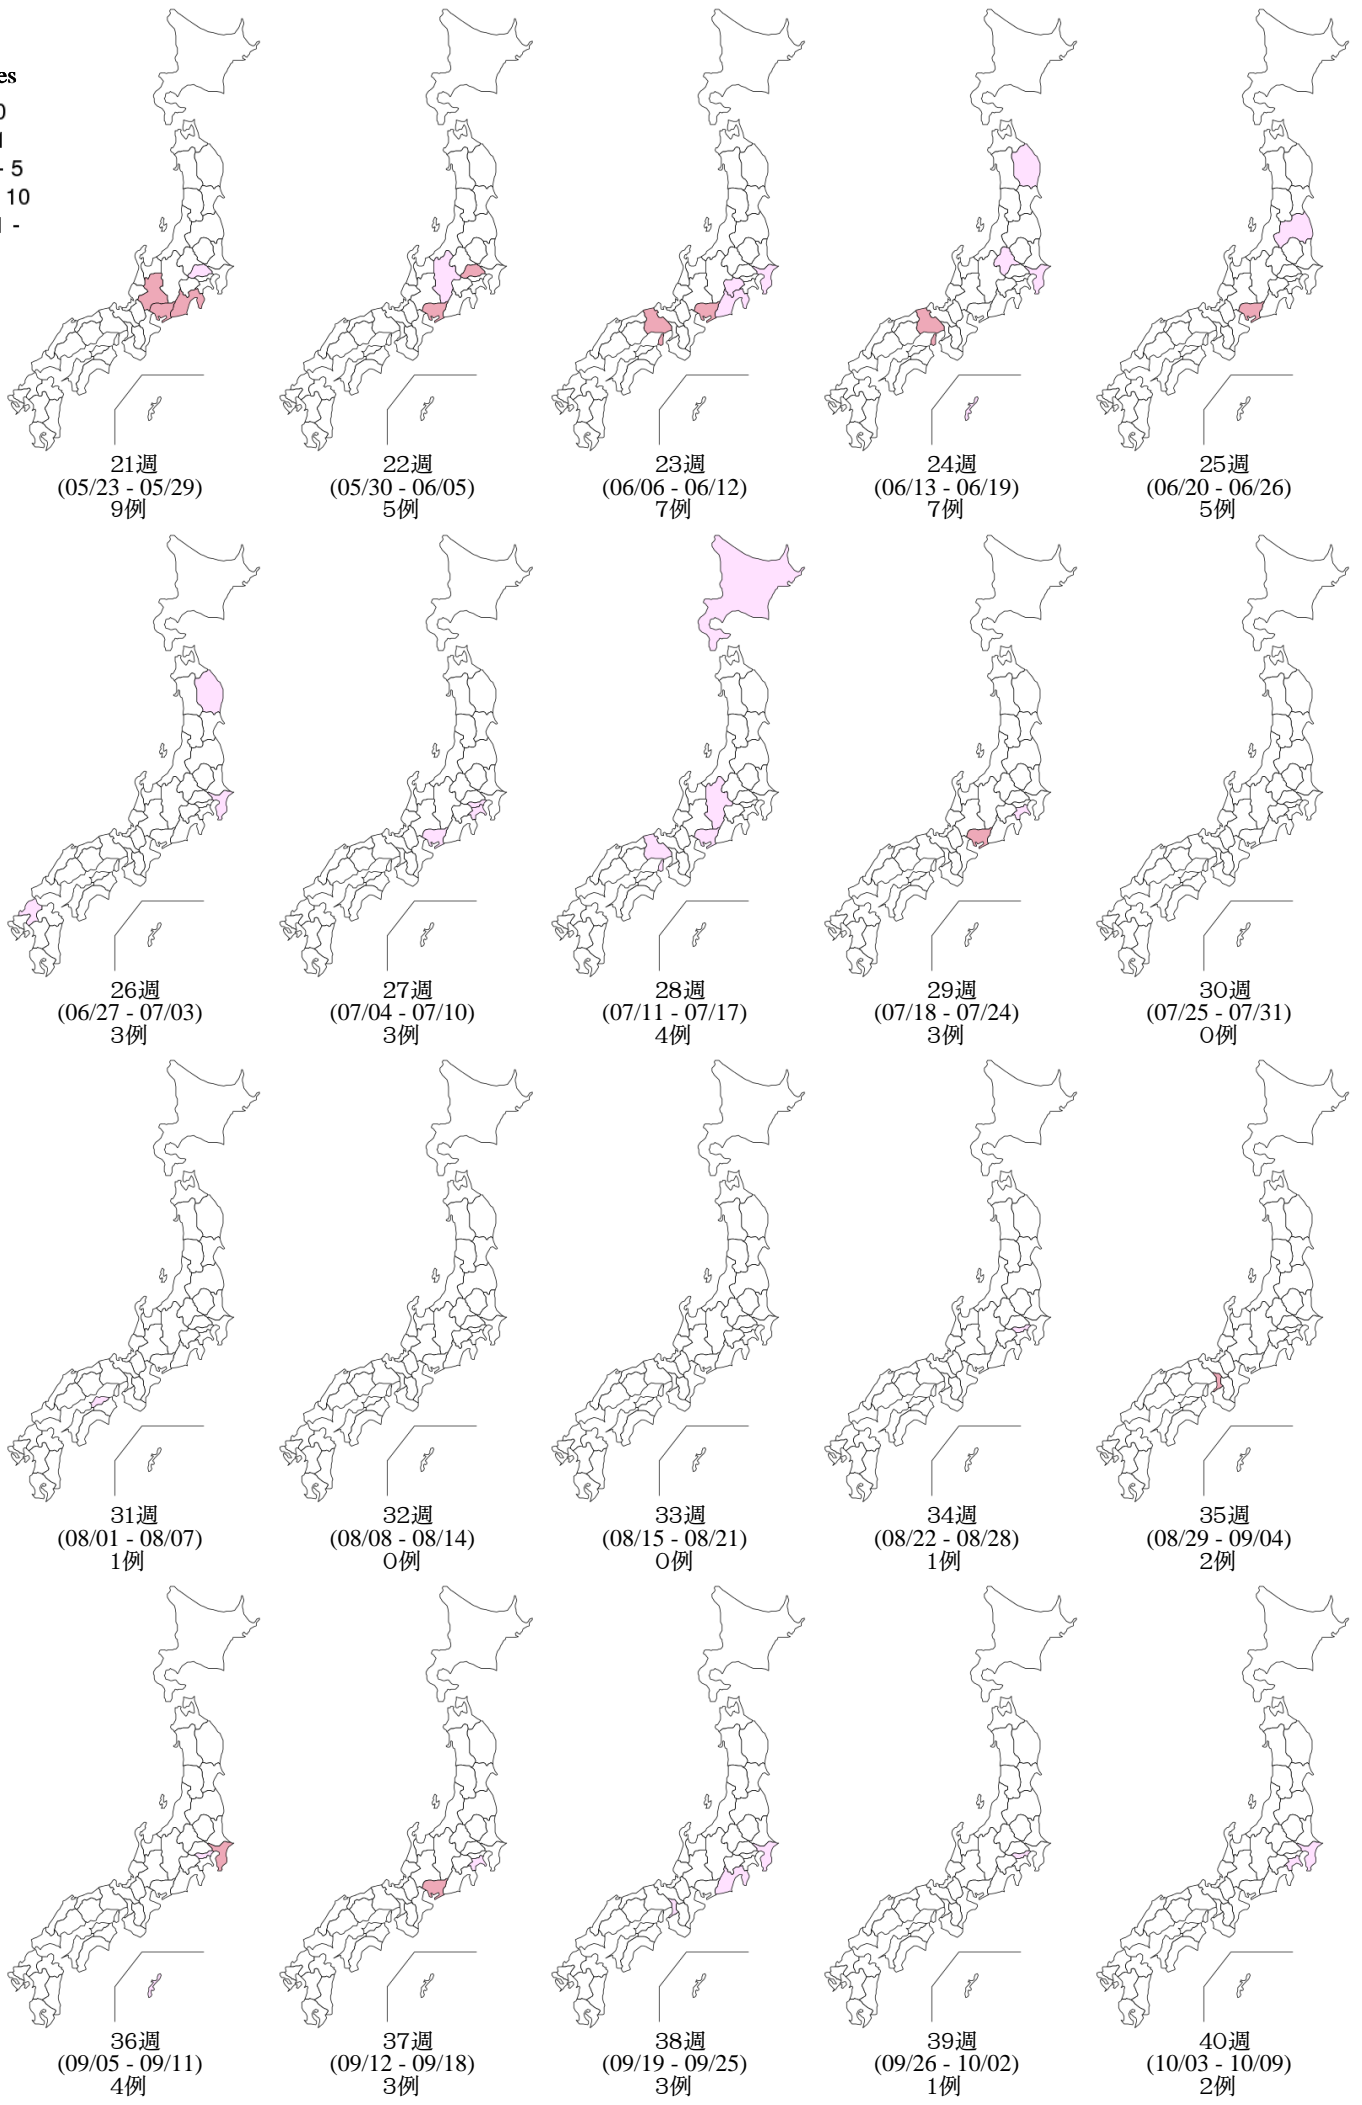 es
0
1
- 5
10
1 -
21週
(05/23 - 05/29)
9例
22週
(05/30 - 06/05)
5例
23週
(06/06 - 06/12)
7例
24週
(06/13 - 06/19)
7例
25週
(06/20 - 06/26)
5例
26週
(06/27 - 07/03)
3例
27週
(07/04 - 07/10)
3例
28週
(07/11 - 07/17)
4例
29週
(07/18 - 07/24)
3例
30週
(07/25 - 07/31)
0例
31週
(08/01 - 08/07)
1例
32週
(08/08 - 08/14)
0例
33週
(08/15 - 08/21)
0例
34週
(08/22 - 08/28)
1例
35週
(08/29 - 09/04)
2例
36週
(09/05 - 09/11)
4例
37週
(09/12 - 09/18)
3例
38週
(09/19 - 09/25)
3例
39週
(09/26 - 10/02)
1例
40週
(10/03 - 10/09)
2例